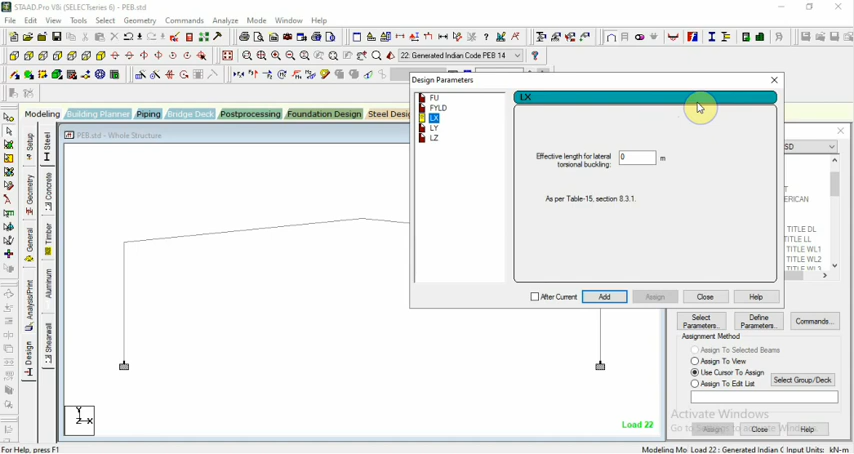 STAAD.Pro V8i (SELECTseries 6) - PEB.std
File Edit View Tools Select Geometry Commands Analyze Mode Window Help
22: Generated Indian Code PEB 14
Modeling Building Planner Piping Bridge Deck Postprocessing Foundation Design Steel Desi
PEB.std - Whole Structure
Setup
Geometry
General
Analysis/Print
Design
Steel
Concrete
Timber
Aluminum
Shearwall
Load 22
Design Parameters
FU
FYLD
LX
LY
LZ
LX
Effective length for lateral
torsional buckling:
0
m
As per Table-15, section 8.3.1.
After Current
Add
Assign
Close
Help
SD
T
ERICAN
TITLE DL
TITLE LL
TITLE WL1
TITLE WL2
TITLE WL3
Select
Parameters..
Define
Parameters..
Commands...
Assignment Method
Assign To Selected Beams
Assign To View
Use Cursor To Assign
Assign To Edit List
Select Group/Deck
Activate Windows
Assign
Close
Help
For Help, press F1
Modeling Mo Load 22 : Generated Indian C Input Units: kN-m